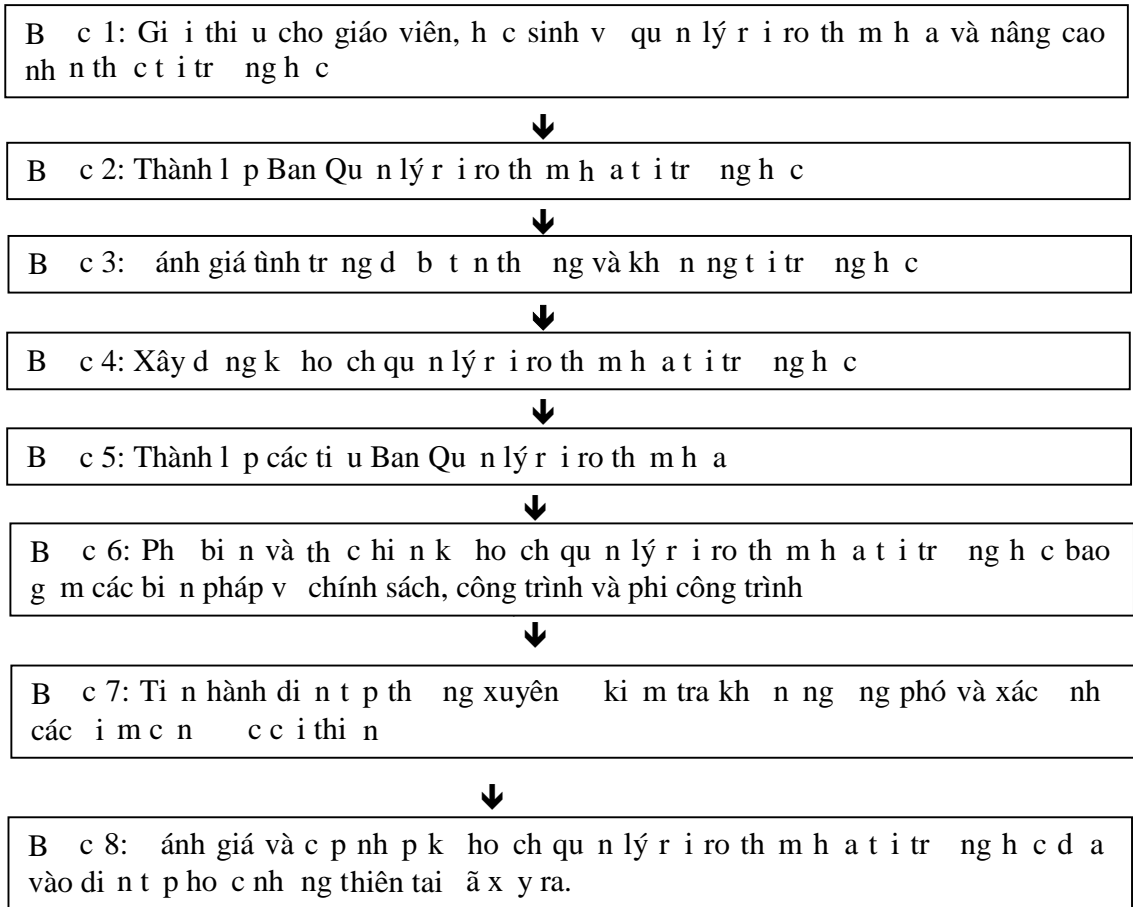 B c 1: Gi i thi u cho giáo viên, h c sinh v qu n lý r i ro th m h a và nâng cao
nh n th c t i tr ng h c
B c 2: Thành l p Ban Qu n lý r i ro th m h a t i tr ng h c
B c 3: ánh giá tình tr ng d b t n th ng và kh n ng t i tr ng h c
B c 4: Xây d ng k ho ch qu n lý r i ro th m h a t i tr ng h c
B c 5: Thành l p các ti u Ban Qu n lý r i ro th m h a
B c 6: Ph bi n và th c hi n k ho ch qu n lý r i ro th m h a t i tr ng h c bao
g m các bi n pháp v chính sách, công trình và phi công trình
B c 7: Ti n hành di n t p th ng xuyên ki m tra kh n ng ng phó và xác nh
các i m c n c c i thi n
B c 8: ánh giá và c p nh p k ho ch qu n lý r i ro th m h a t i tr ng h c d a
vào di n t p ho c nh ng thiên tai ã x y ra.